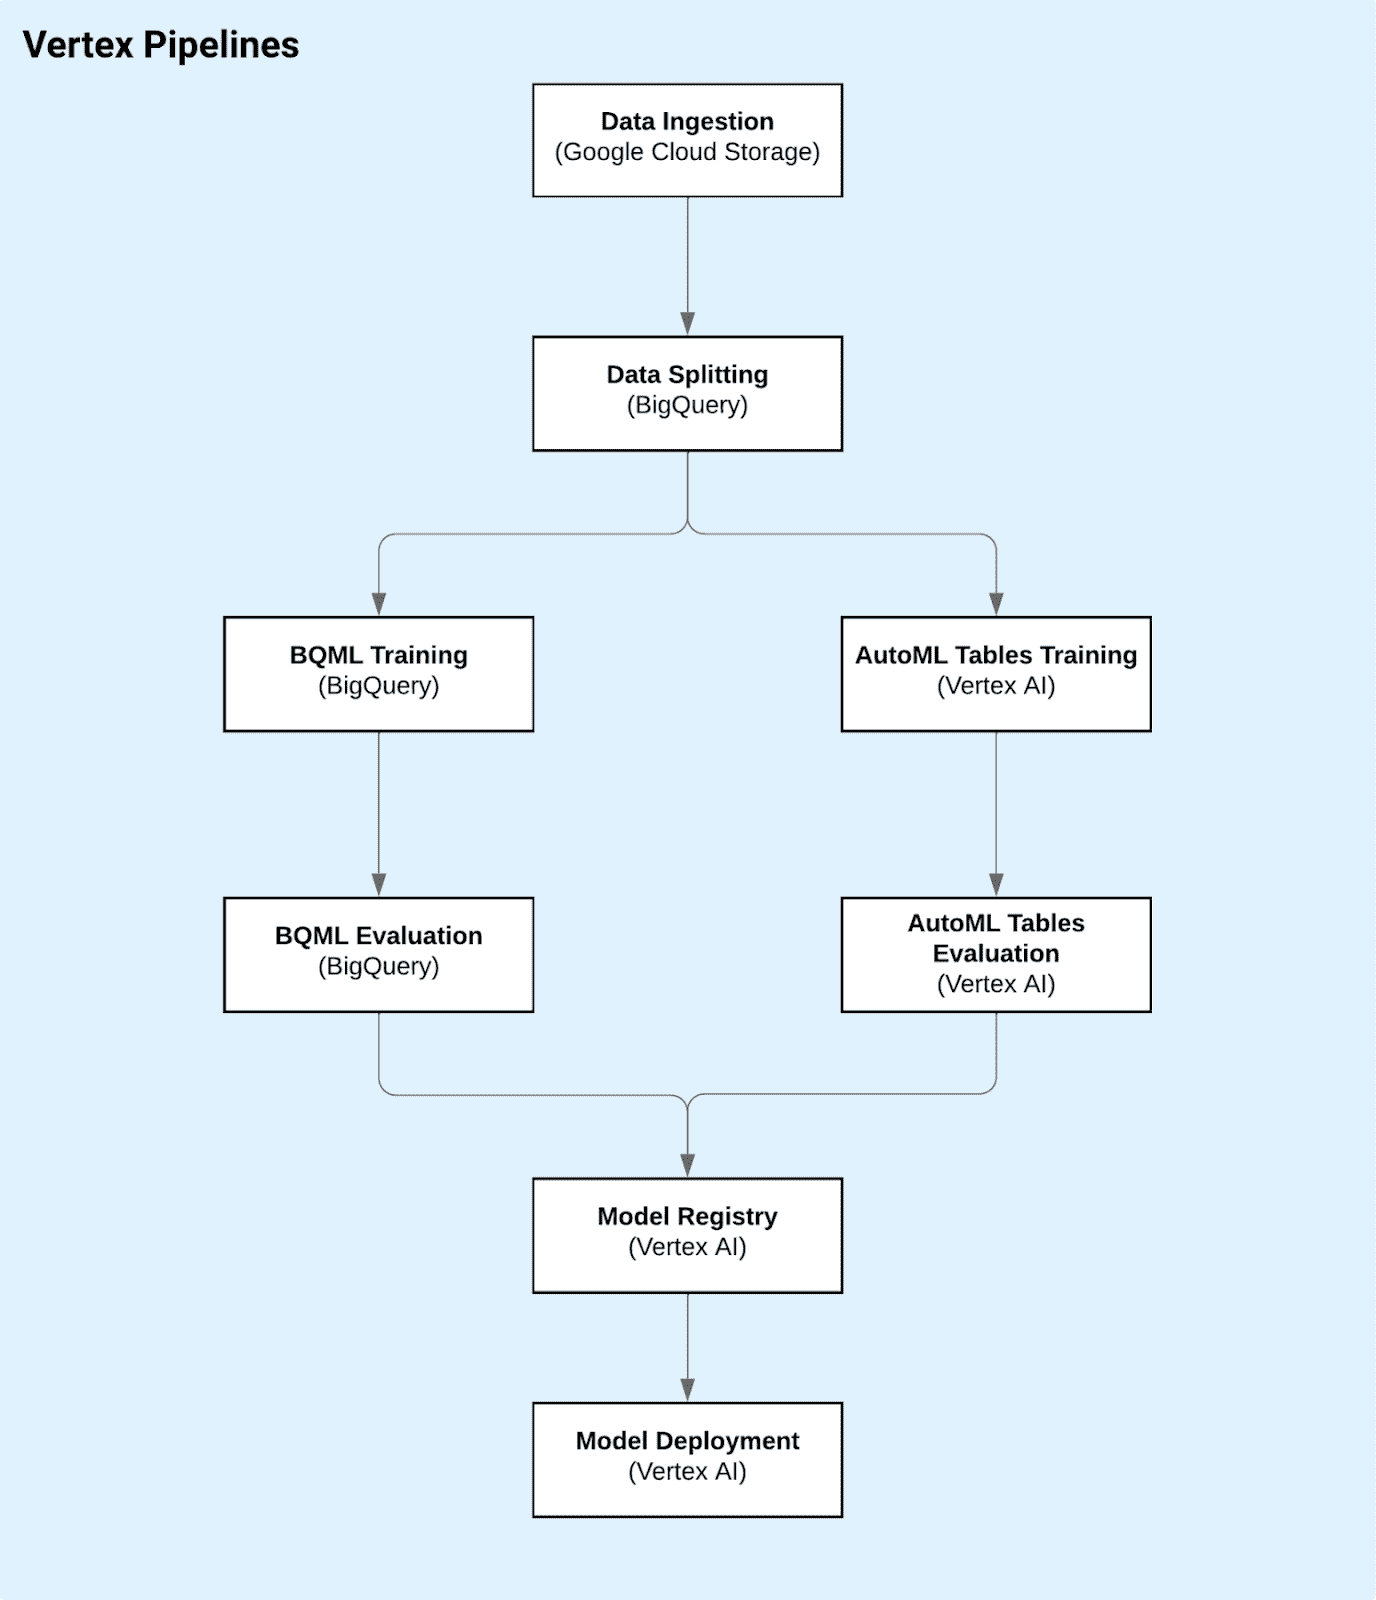 Vertex Pipelines
Data Ingestion
(Google Cloud Storage)
Data Splitting
(BigQuery)
BQML Training
(BigQuery)
AutoML Tables Training
(Vertex AI)
BQML Evaluation
(BigQuery)
AutoML Tables
Evaluation
(Vertex AI)
Model Registry
(Vertex AI)
Model Deployment
(Vertex AI)